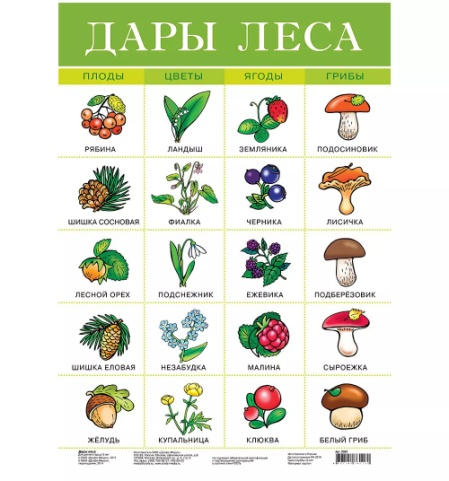 ДАРЫ ЛЕСА
ПЛОДЫ ЦВЕТЫ ЯГОДЫ ГРИБЫ
РЯБИНА ЛАНДЫШ ЗЕМЛЯНИКА ПОДОСИНОВИК
ШИШКА СОСНОВАЯ ФИАЛКА ЧЕРНИКА ЛИСИЧКА
ЛЕСНОЙ ОРЕХ ПОДСНЕЖНИК ЕЖЕВИКА ПОДБЕРЁЗОВИК
ШИШКА ЕЛОВАЯ НЕЗАБУДКА МАЛИНА СЫРОЕЖКА
ЖЁЛУДЬ КУПАЛЬНИЦА КЛЮКВА БЕЛЫЙ ГРИБ